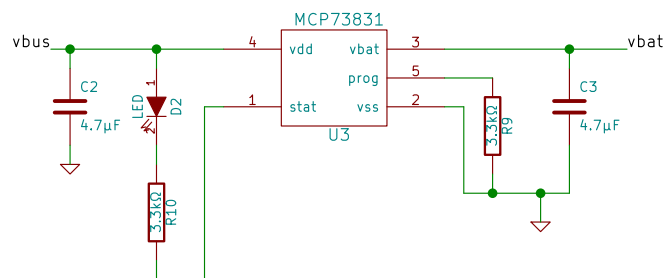 MCP73831
vbus
vbat
4
vdd
vbat
3
prog
5
1
stat
vss
2
U3
C2
4.7µF
1
LED
D2
2
3.3kΩ
R10
3.3kΩ
R9
C3
4.7µF